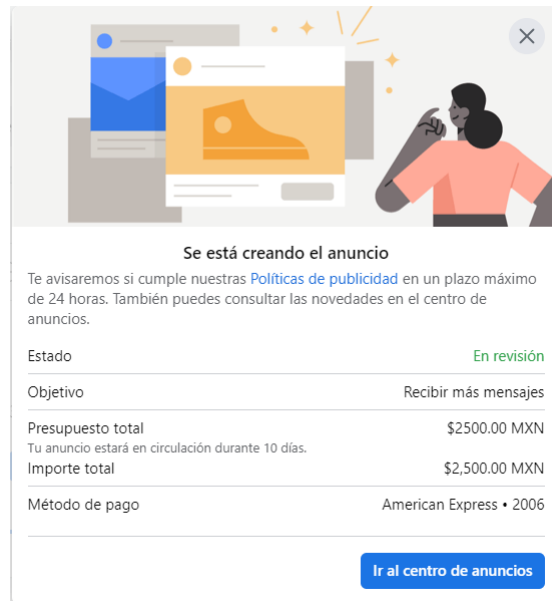 Se está creando el anuncio
Te avisaremos si cumple nuestras Políticas de publicidad en un plazo máximo
de 24 horas. También puedes consultar las novedades en el centro de
anuncios.
Estado En revisión
Objetivo Recibir más mensajes
Presupuesto total $2500.00 MXN
Tu anuncio estará en circulación durante 10 días.
Importe total $2,500.00 MXN
Método de pago American Express • 2006
Ir al centro de anuncios